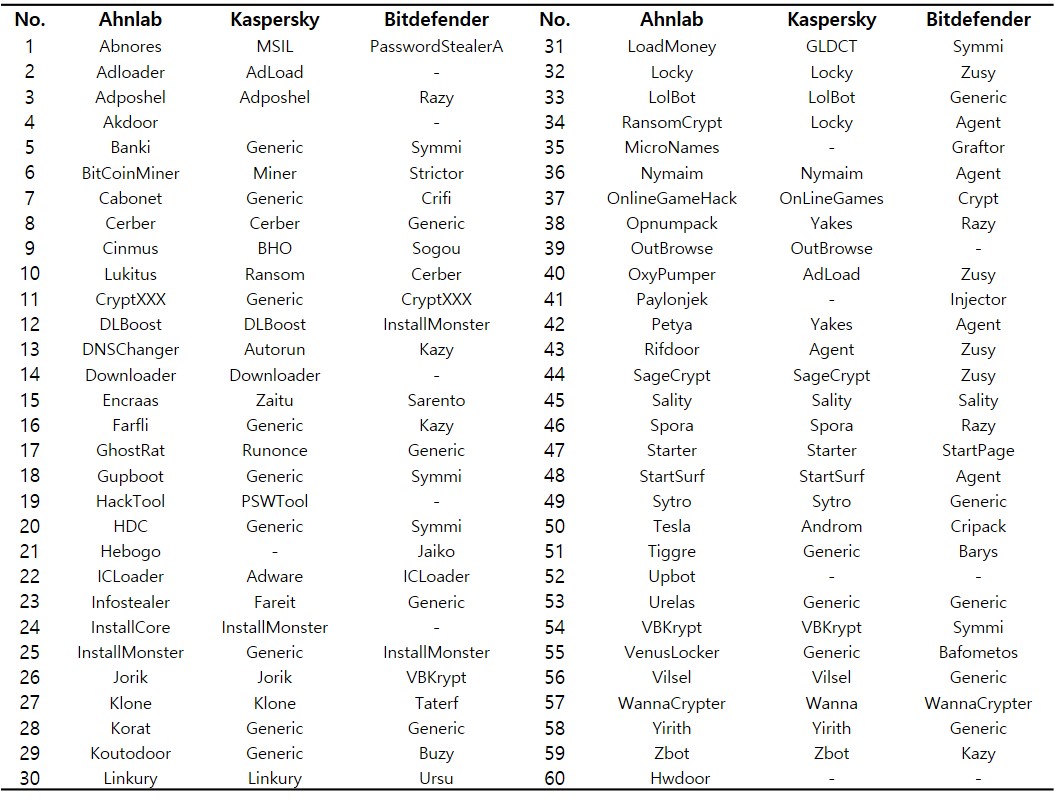 No. Ahnlab Kaspersky Bitdefender No. Ahnlab Kaspersky Bitdefender
1 Abnores MSIL PasswordStealerA 31 LoadMoney GLDCT Symmi
2 Adloader AdLoad - 32 Locky Locky Zusy
3 Adposhel Adposhel Razy 33 LolBot LolBot Generic
4 Akdoor - 34 RansomCrypt Locky Agent
5 Banki Generic Symmi 35 MicroNames - Graftor
6 BitCoinMiner Miner Strictor 36 Nymaim Nymaim Agent
7 Cabonet Generic Crifi 37 OnlineGameHack OnLineGames Crypt
8 Cerber Cerber Generic 38 Opnumpack Yakes Razy
9 Cinmus BHO Sogou 39 OutBrowse OutBrowse -
10 Lukitus Ransom Cerber 40 OxyPumper AdLoad Zusy
11 CryptXXX Generic CryptXXX 41 Paylonjek - Injector
12 DLBoost DLBoost InstallMonster 42 Petya Yakes Agent
13 DNSChanger Autorun Kazy 43 Rifdoor Agent Zusy
14 Downloader Downloader - 44 SageCrypt SageCrypt Zusy
15 Encraas Zaitu Sarento 45 Sality Sality Sality
16 Farfli Generic Kazy 46 Spora Spora Razy
17 GhostRat Runonce Generic 47 Starter Starter StartPage
18 Gupboot Generic Symmi 48 StartSurf StartSurf Agent
19 HackTool PSWTool - 49 Sytro Sytro Generic
20 HDC Generic Symmi 50 Tesla Androm Cripack
21 Hebogo - Jaiko 51 Tiggre Generic Barys
22 ICLoader Adware ICLoader 52 Upbot - -
23 Infostealer Fareit Generic 53 Urelas Generic Generic
24 InstallCore InstallMonster - 54 VBKrypt VBKrypt Symmi
25 InstallMonster Generic InstallMonster 55 VenusLocker Generic Bafometos
26 Jorik Jorik VBKrypt 56 Vilsel Vilsel Generic
27 Klone Klone Taterf 57 WannaCrypter Wanna WannaCrypter
28 Korat Generic Generic 58 Yirith Yirith Generic
29 Koutodoor Generic Buzy 59 Zbot Zbot Kazy
30 Linkury Linkury Ursu 60 Hwdoor - -